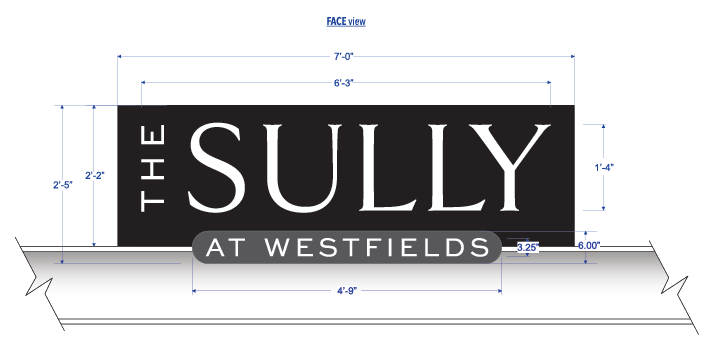 FACE view
7'-0"
6'-3"
THE
SULLY
2'-5"
2'-2"
1'-4"
AT WESTFIELDS
3.25"
6.00"
4'-9"